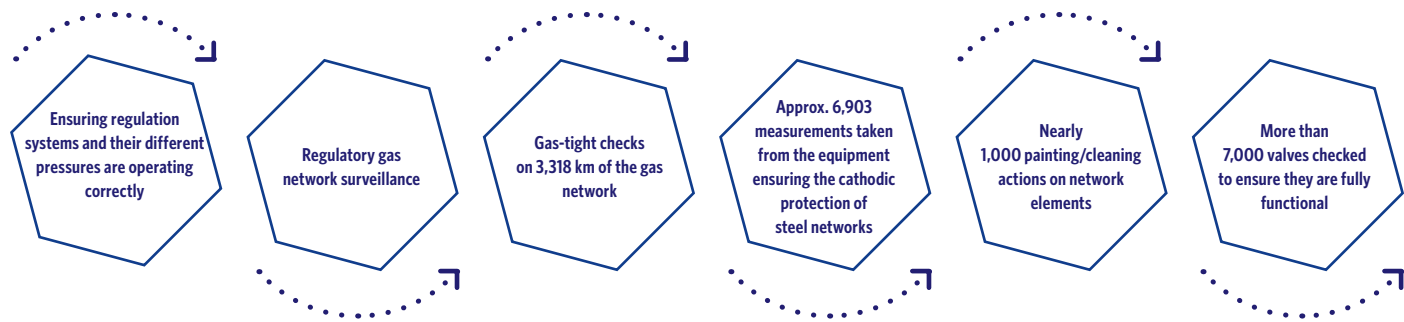 Ensuring regulation
systems and their different
pressures are operating
correctly
Regulatory gas
network surveillance
Gas-tight checks
on 3,318 km of the gas
network
Approx. 6,903
measurements taken
from the equipment
ensuring the cathodic
protection of
steel networks
Nearly
1,000 painting/cleaning
actions on network
elements
More than
7,000 valves checked
to ensure they are fully
functional